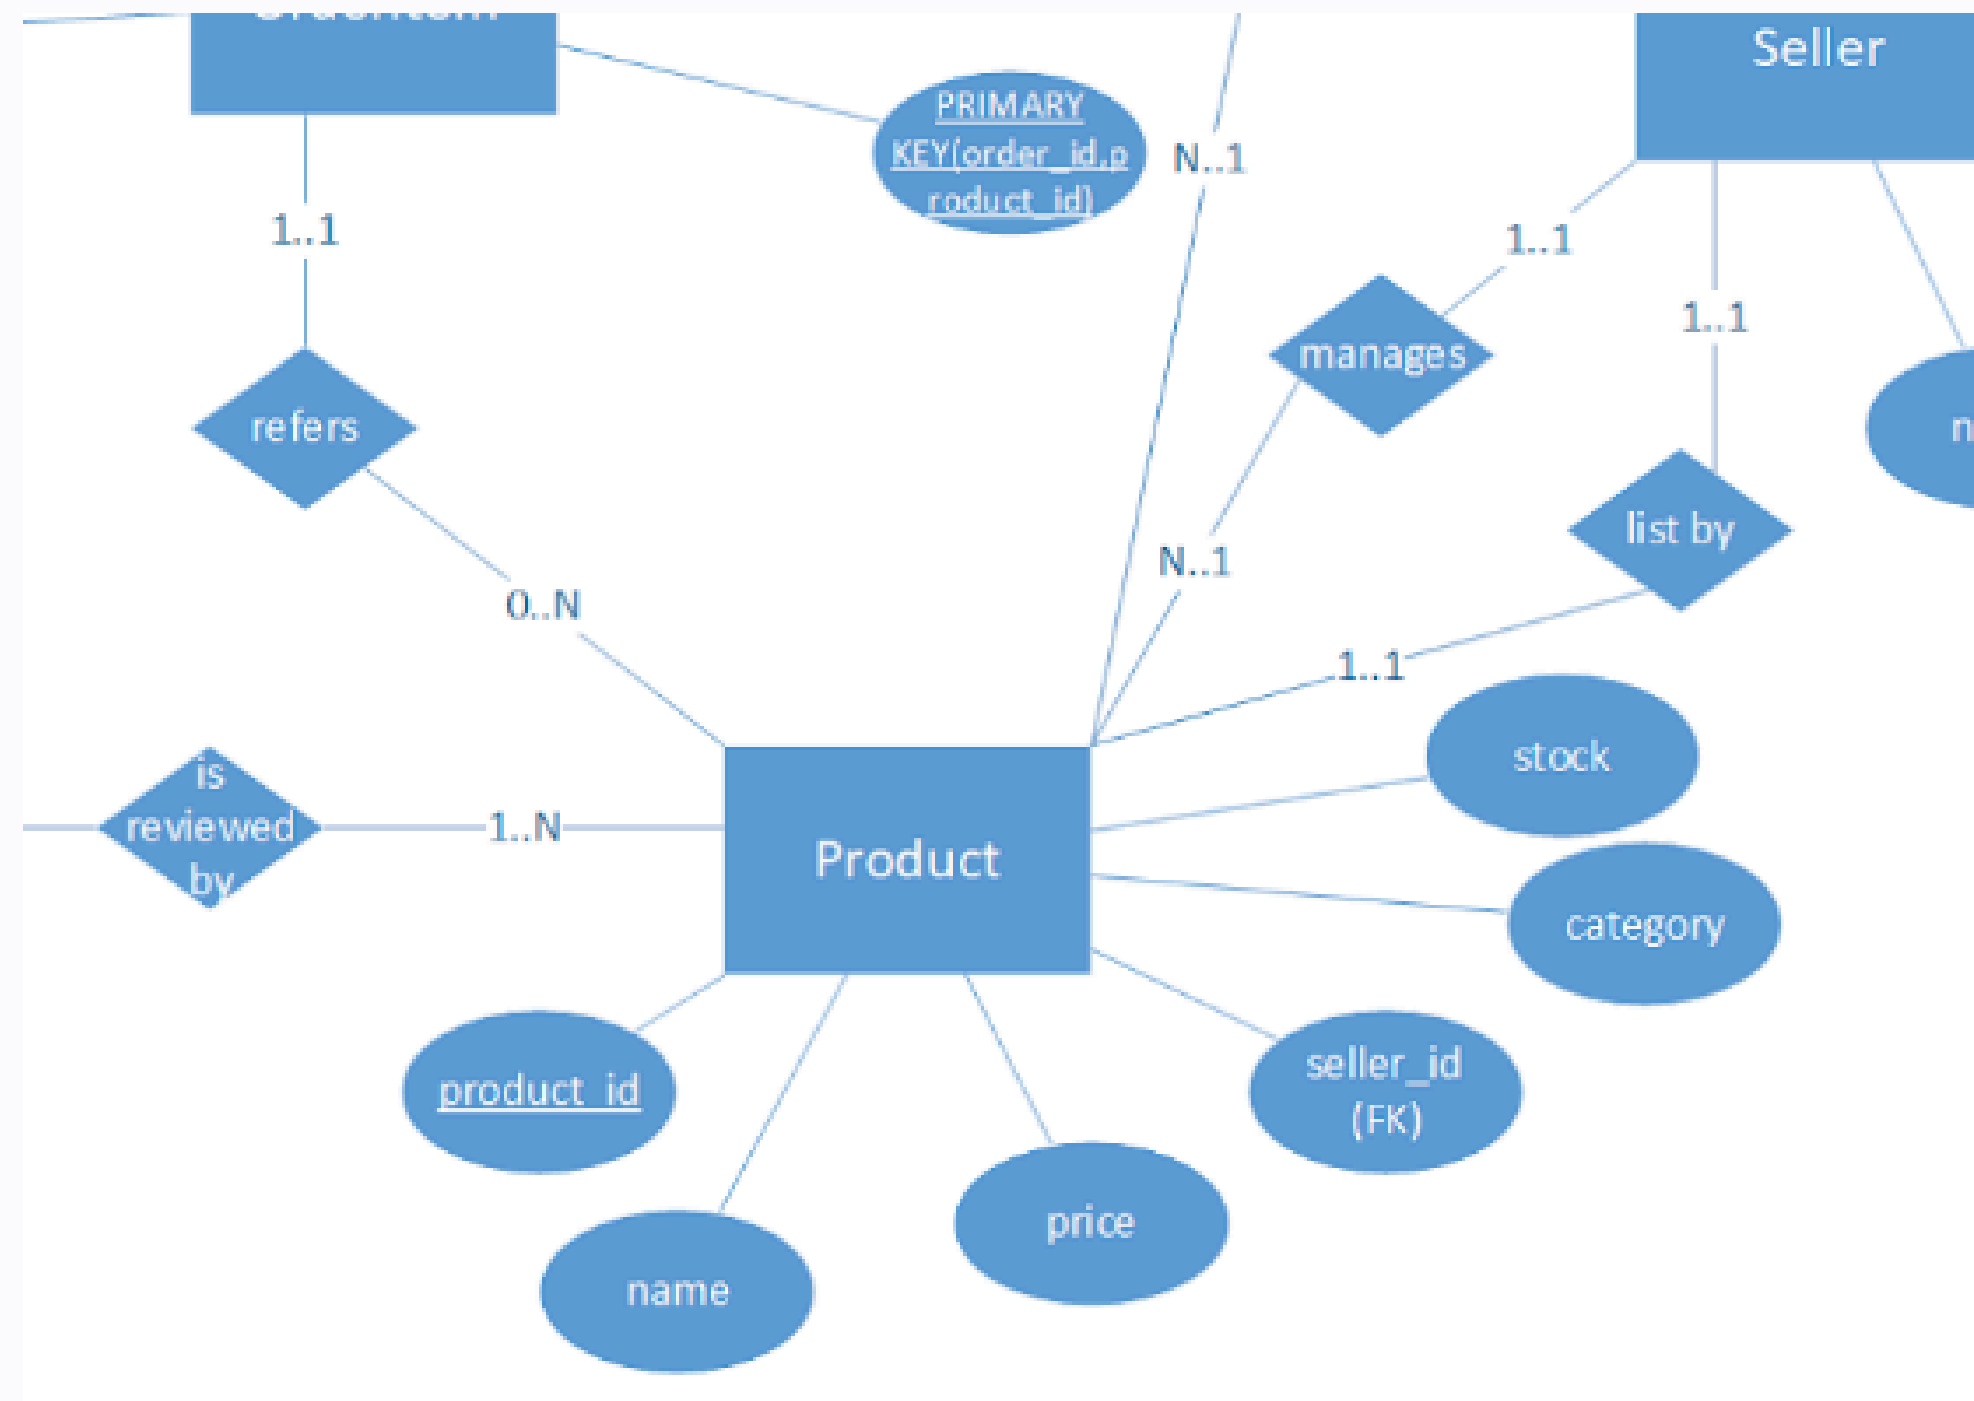 Seller
PRIMARY
KEY(order_id,p
roduct_id)
N..1
1..1
1..1
1..1
manages
refers
list by
N..1
0..N
1..1
stock
is
reviewed
by
1..N
Product
category
seller_id
(FK)
product_id
price
name